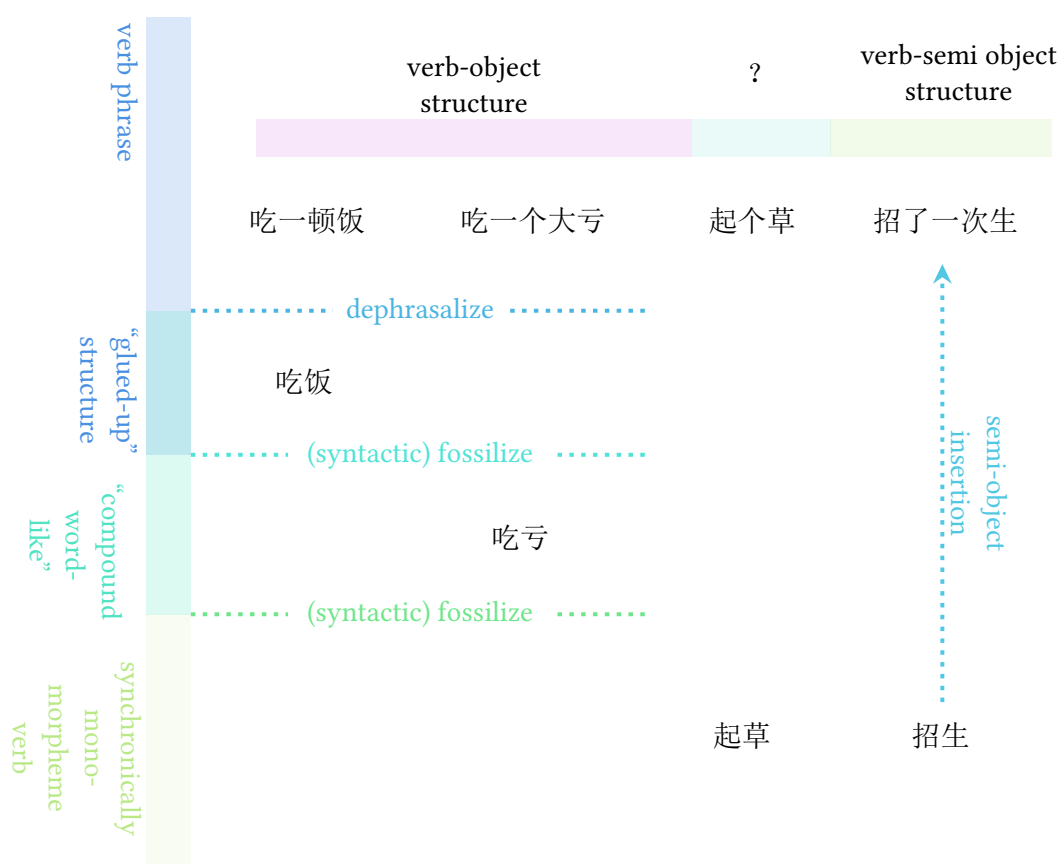 verb phrase
verb-object
structure
?
verb-semi object
structure
吃一顿饭
吃一个大亏
起个草
招了一次生
dephrasalize
“glued-up”
structure
吃饭
(syntactic) fossilize
semi-object
insertion
“compound
word-
like”
吃亏
(syntactic) fossilize
synchronically
mono-
morpheme
verb
起草
招生